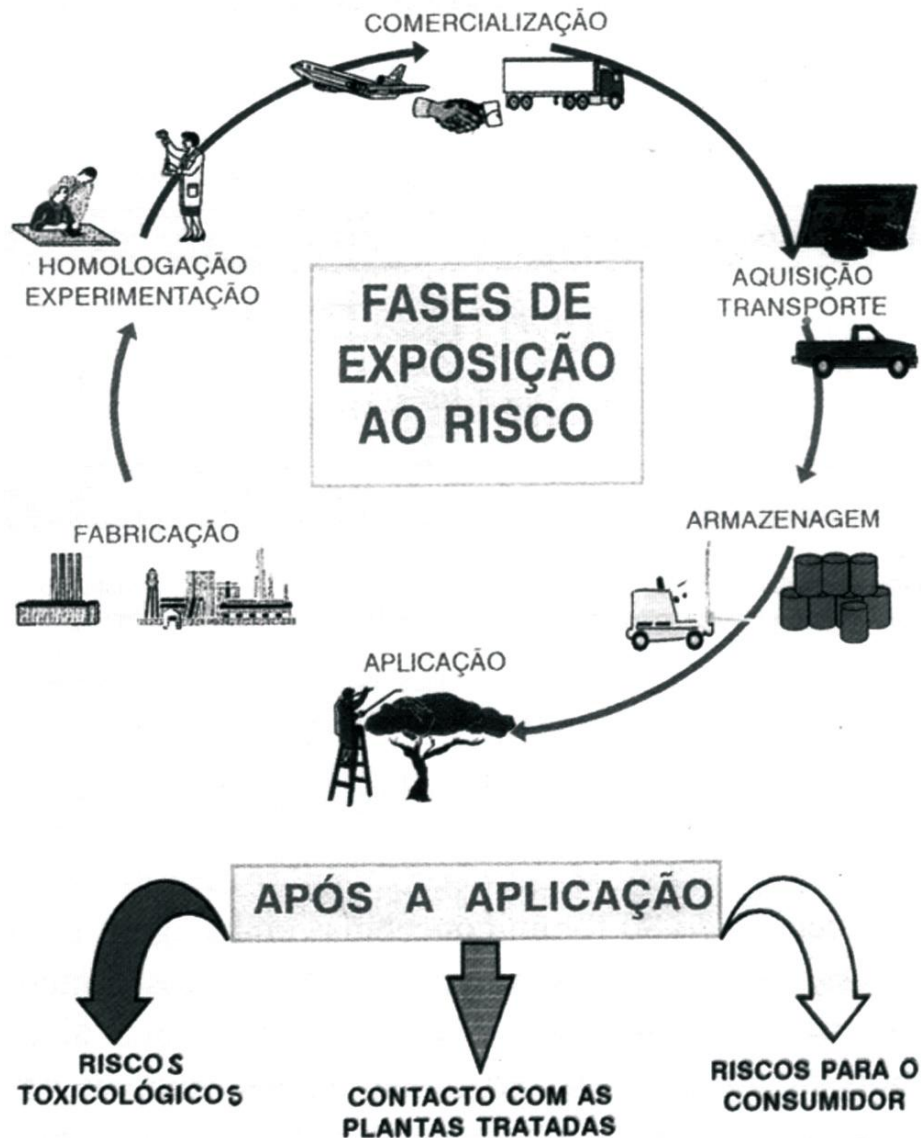 COMERCIALIZAÇÃO
HOMOLOGAÇÃO
EXPERIMENTAÇÃO
FASES DE
EXPOSIÇÃO
AO RISCO
AQUISIÇÃO
TRANSPORTE
FABRICAÇÃO
ARMAZENAGEM
APLICAÇÃO
APÓS A APLICAÇÃO
RISCOS
TOXICOLÓGICOS
CONTACTO COM AS
PLANTAS TRATADAS
RISCOS PARA O
CONSUMIDOR